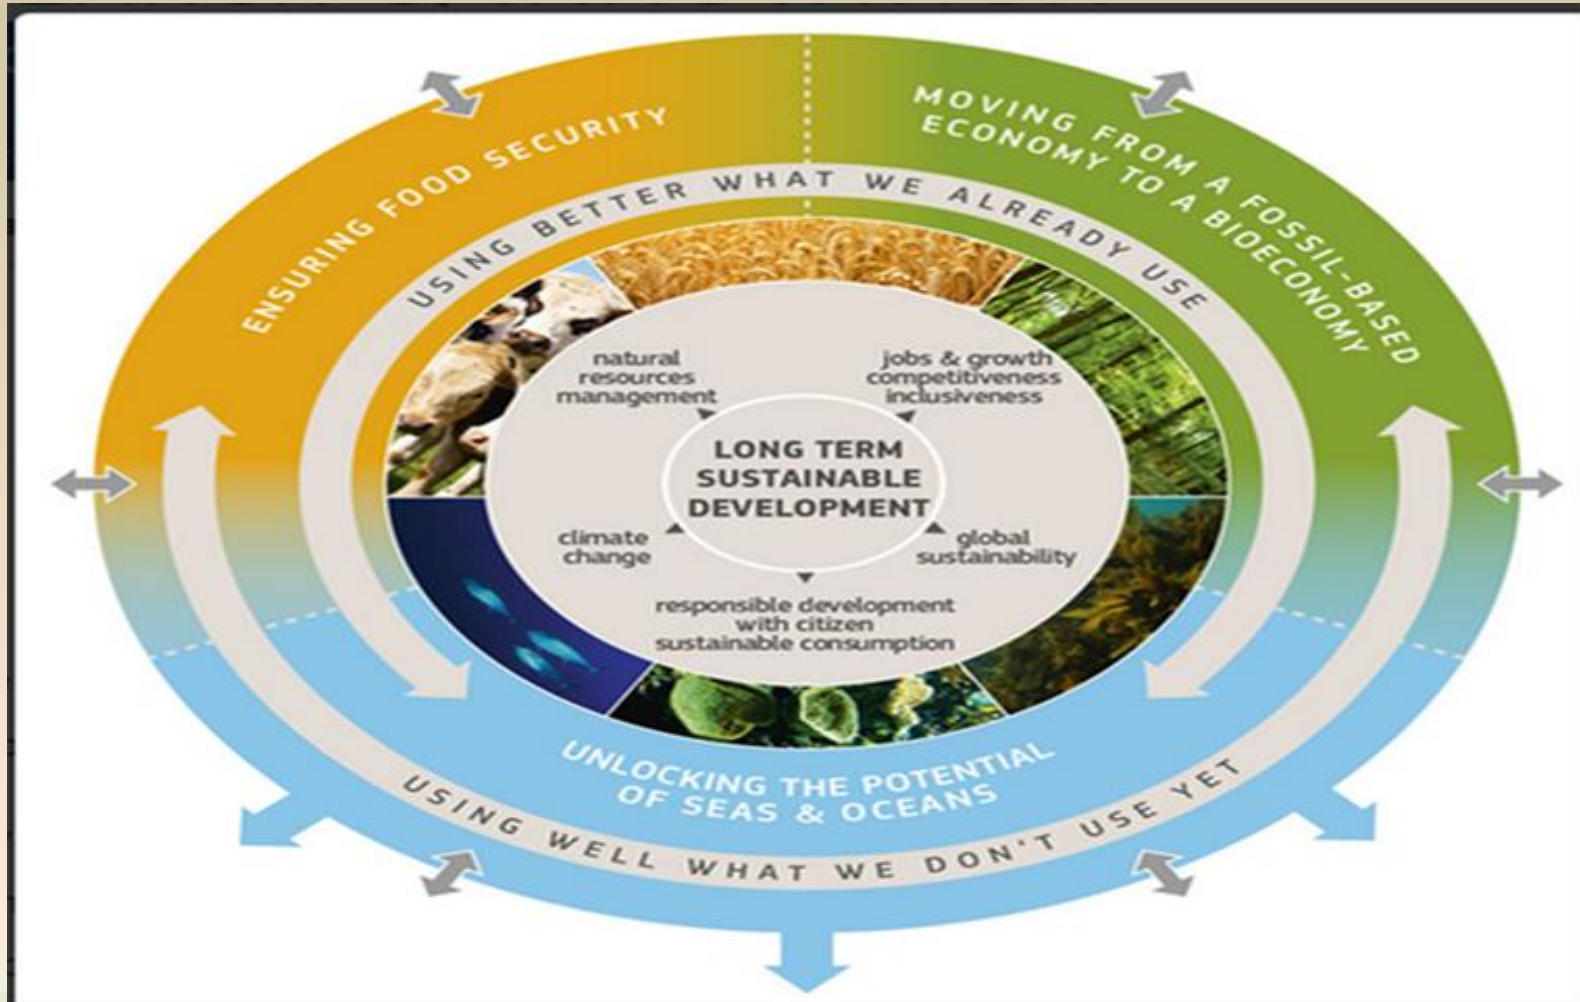 ENSURING FOOD SECURITY
MOVING FROM A FOSSIL-BASED
ECONOMY TO A BIOECONOMY
USING BETTER WHAT WE ALREADY USE
natural
resources
management
jobs & growth
competitiveness
inclusiveness
LONG TERM
SUSTAINABLE
DEVELOPMENT
climate
change
global
sustainability
responsible development
with citizen
sustainable consumption
UNLOCKING THE POTENTIAL
OF SEAS & OCEANS
USING WELL WHAT WE DON'T USE YET